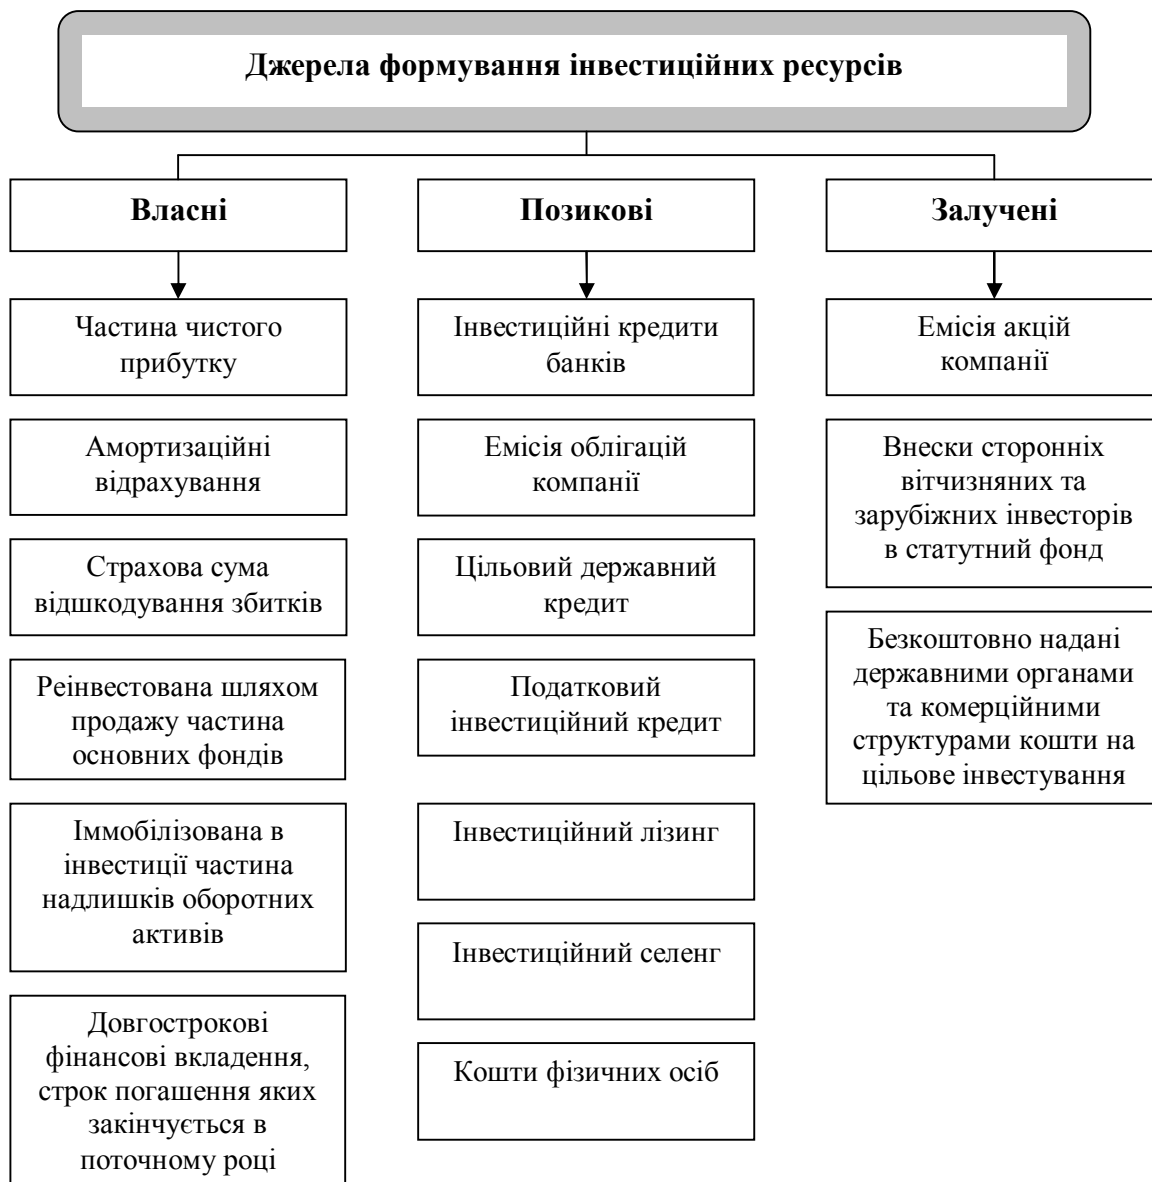 Джерела формування інвестиційних ресурсів
Власні
Частина чистого
прибутку
Амортизаційні
відрахування
Страхова сума
відшкодування збитків
Реінвестована шляхом
продажу частина
основних фондів
Іммобілізована в
інвестиції частина
надлишків оборотних
активів
Довгострокові
фінансові вкладення,
строк погашення яких
закінчується в
поточному році
Позикові
Інвестиційні кредити
банків
Емісія облігацій
компанії
Цільовий державний
кредит
Податковий
інвестиційний кредит
Інвестиційний лізинг
Інвестиційний селенг
Кошти фізичних осіб
Залучені
Емісія акцій
компанії
Внески сторонніх
вітчизняних та
зарубіжних інвесторів
в статутний фонд
Безкоштовно надані
державними органами
та комерційними
структурами кошти на
цільове інвестування